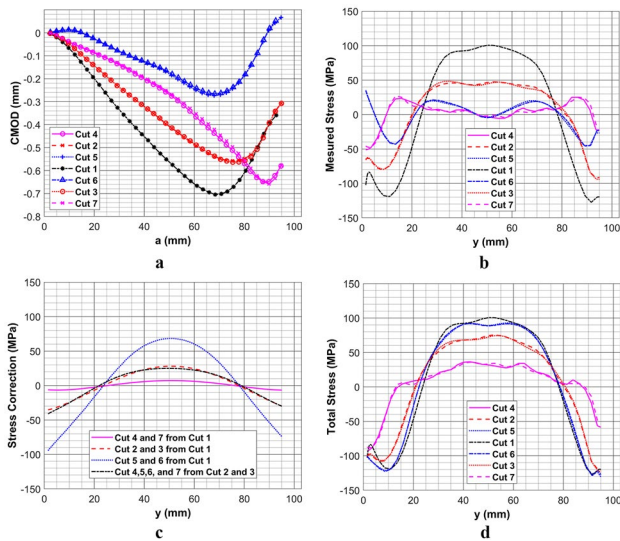 CMOD (mm)
0
-0.1
-0.2
-0.3
-0.4
-0.5
-0.6
-0.7
-0.8
0 20 40 60 80 100
a (mm)
Cut 4
Cut 2
Cut 5
Cut 1
Cut 6
Cut 3
Cut 7
a
Mesured Stress (MPa)
150
100
50
0
-50
-100
-150
0 20 40 60 80 100
y (mm)
Cut 4
Cut 2
Cut 5
Cut 1
Cut 6
Cut 3
Cut 7
b
Stress Correction (MPa)
150
100
50
0
-50
-100
-150
0 20 40 60 80 100
y (mm)
Cut 4 and 7 from Cut 1
Cut 2 and 3 from Cut 1
Cut 5 and 6 from Cut 1
Cut 4,5,6, and 7 from Cut 2 and 3
c
Total Stress (MPa)
150
100
50
0
-50
-100
-150
0 20 40 60 80 100
y (mm)
Cut 4
Cut 2
Cut 5
Cut 1
Cut 6
Cut 3
Cut 7
d